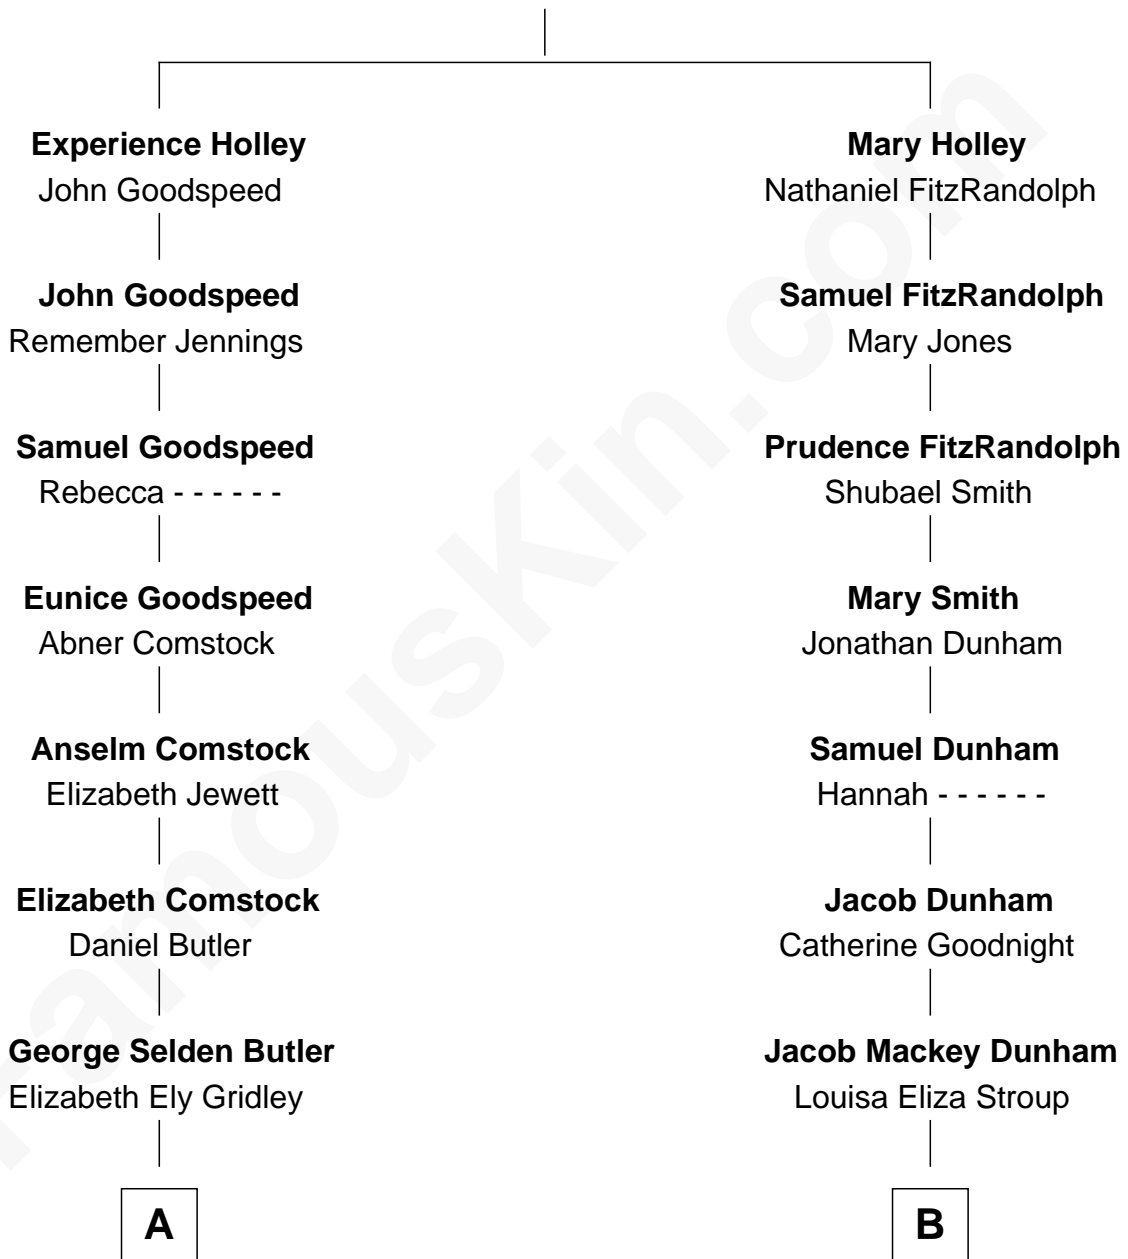 Experience Holley
John Goodspeed
John Goodspeed
Remember Jennings
Samuel Goodspeed
Rebecca - - - - - -
Eunice Goodspeed
Abner Comstock
Anselm Comstock
Elizabeth Jewett
Elizabeth Comstock
Daniel Butler
George Selden Butler
Elizabeth Ely Gridley
A
Mary Holley
Nathaniel FitzRandolph
Samuel FitzRandolph
Mary Jones
Prudence FitzRandolph
Shubael Smith
Mary Smith
Jonathan Dunham
Samuel Dunham
Hannah - - - - - -
Jacob Dunham
Catherine Goodnight
Jacob Mackey Dunham
Louisa Eliza Stroup
B
famouskin.com